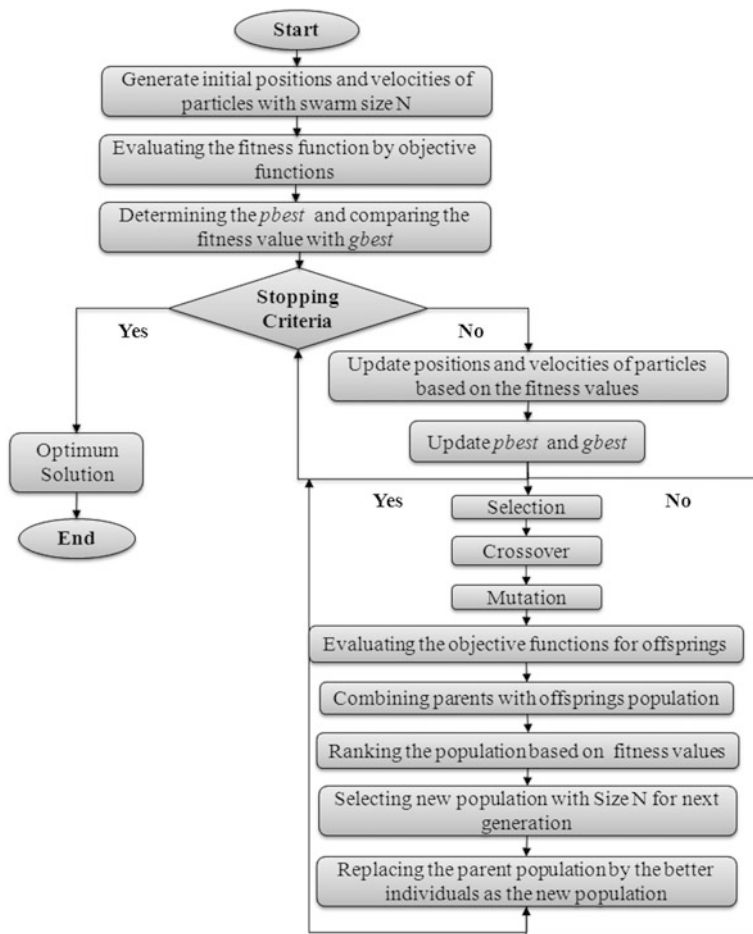 Start
Generate initial positions and velocities of
particles with swarm size N
Evaluating the fitness function by objective
functions
Determining the pbest and comparing the
fitness value with gbest
Stopping
Criteria
Yes
No
Update positions and velocities of particles
based on the fitness values
Update pbest and gbest
Optimum
Solution
End
Yes
No
Selection
Crossover
Mutation
Evaluating the objective functions for offsprings
Combining parents with offsprings population
Ranking the population based on fitness values
Selecting new population with Size N for next
generation
Replacing the parent population by the better
individuals as the new population